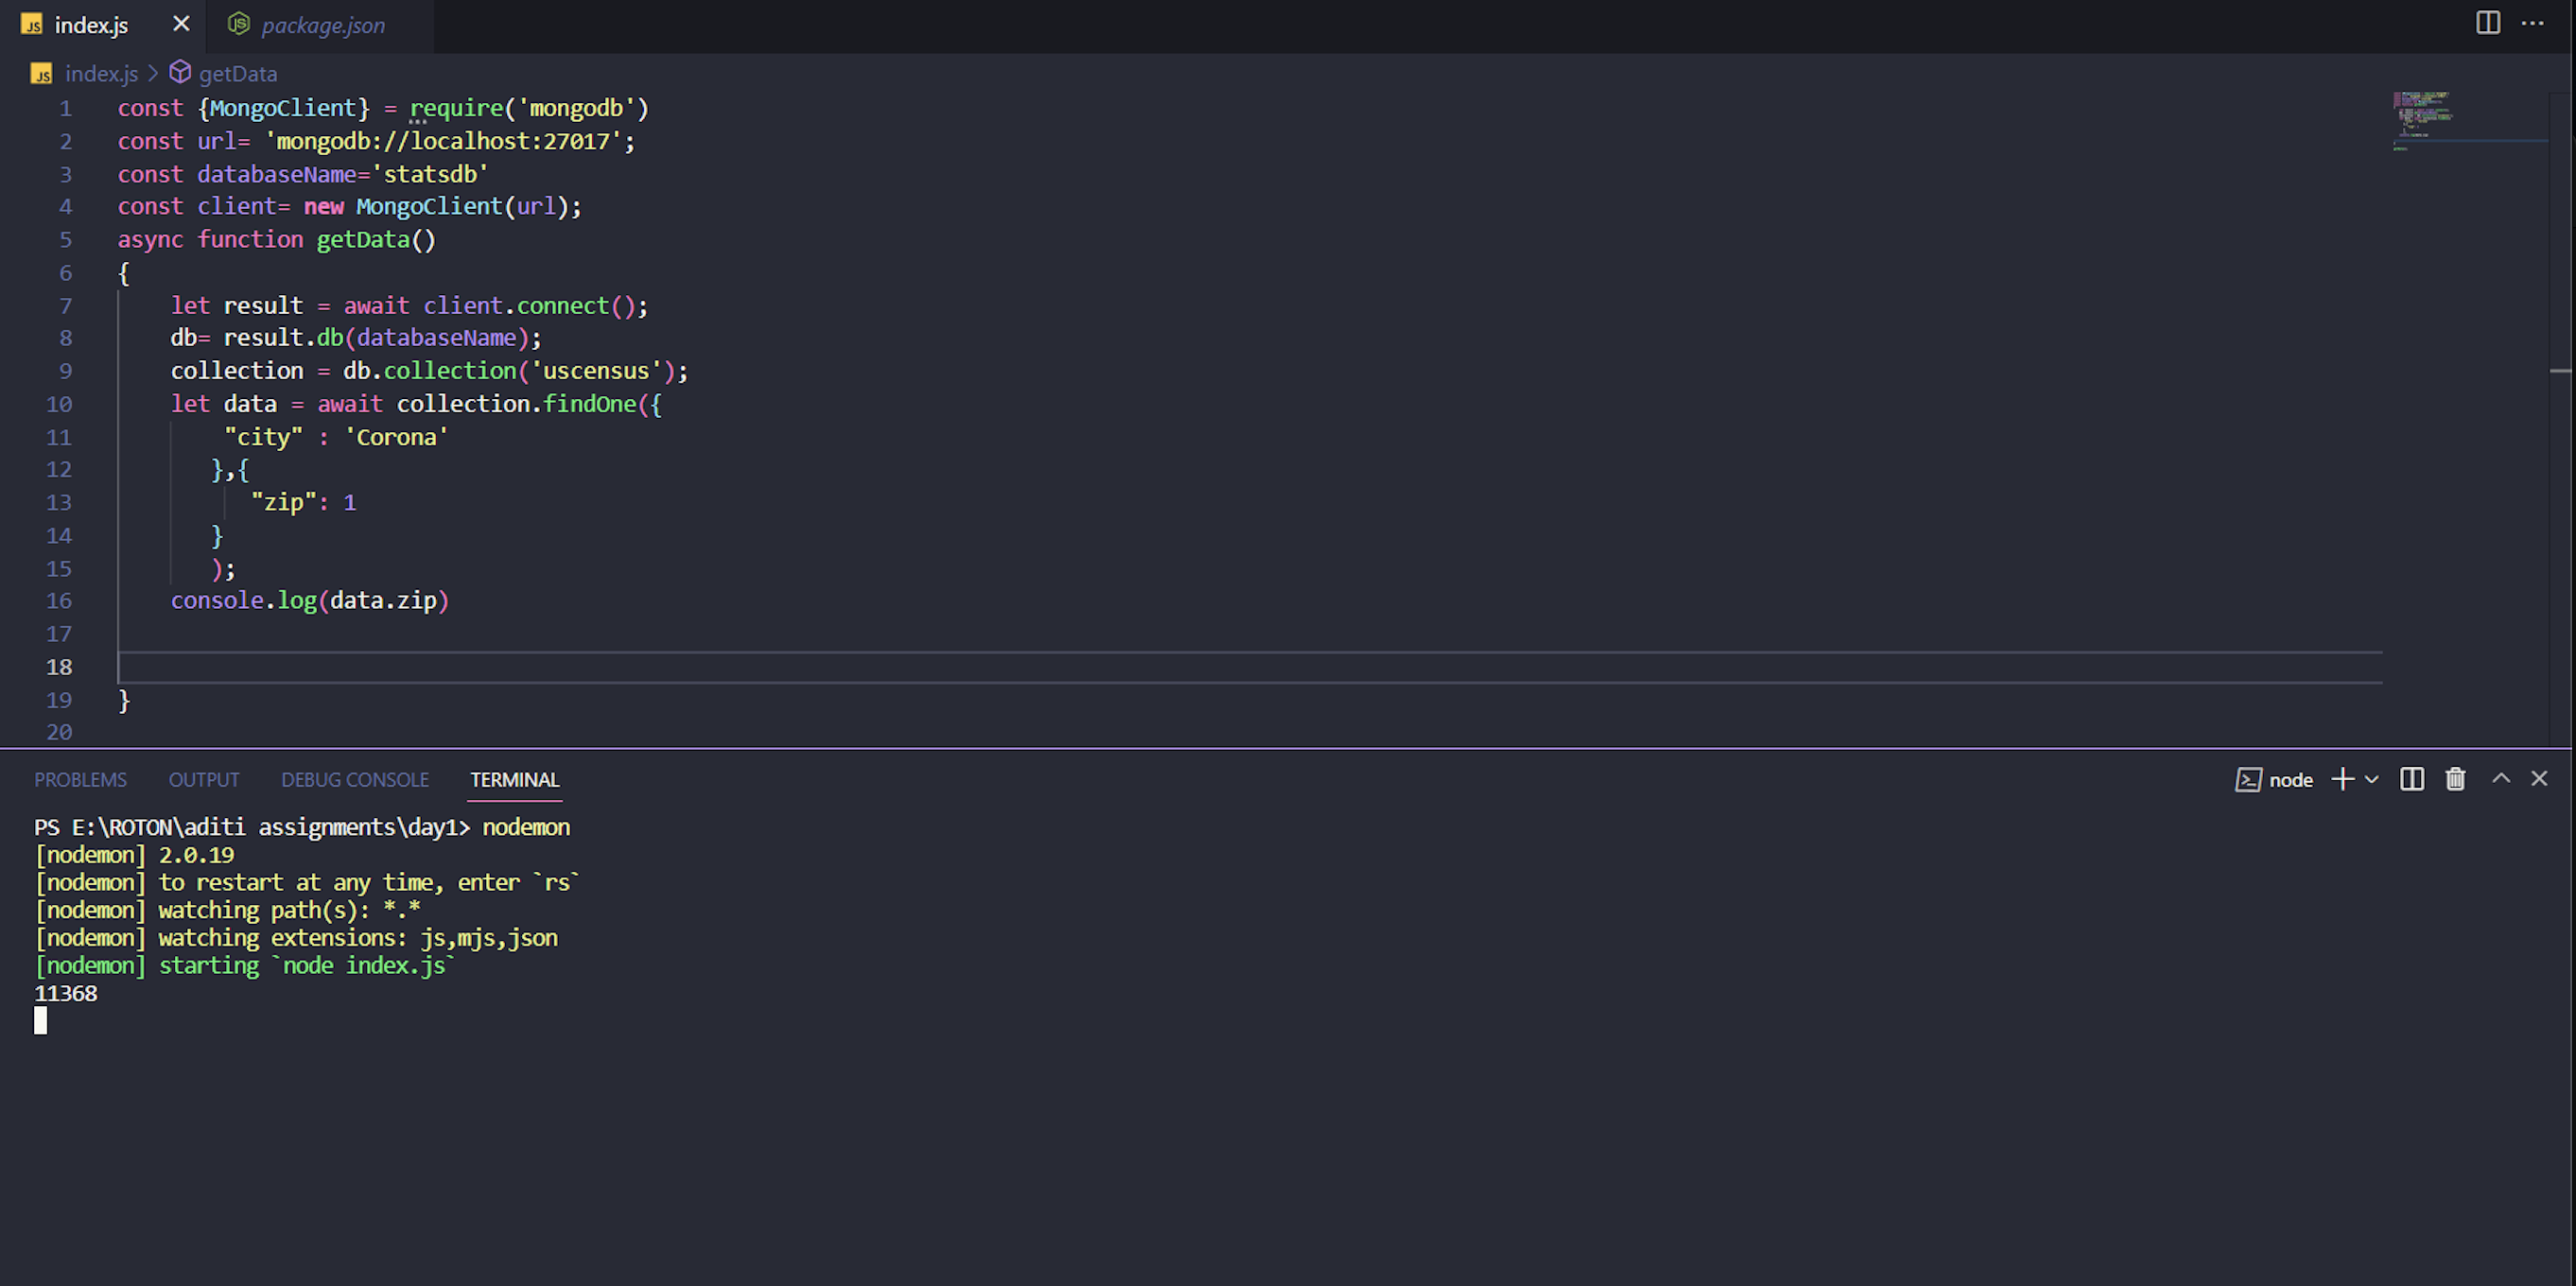 index.js
package.json
index.js > getData
1 const {MongoClient} = require('mongodb')
2 const url= 'mongodb://localhost:27017';
3 const databaseName='statsdb'
4 const client= new MongoClient(url);
5 async function getData()
6 {
7 let result = await client.connect();
8 db= result.db(databaseName);
9 collection = db.collection('uscensus');
10 let data = await collection.findOne({
11 "city" : 'Corona'
12 },{
13 "zip": 1
14 }
15 );
16 console.log(data.zip)
17
18
19 }
20
PROBLEMS OUTPUT DEBUG CONSOLE TERMINAL node
PS E:\ROTON\aditi assignments\day1> nodemon
[nodemon] 2.0.19
[nodemon] to restart at any time, enter `rs`
[nodemon] watching path(s): *.*
[nodemon] watching extensions: js,mjs,json
[nodemon] starting `node index.js`
11368